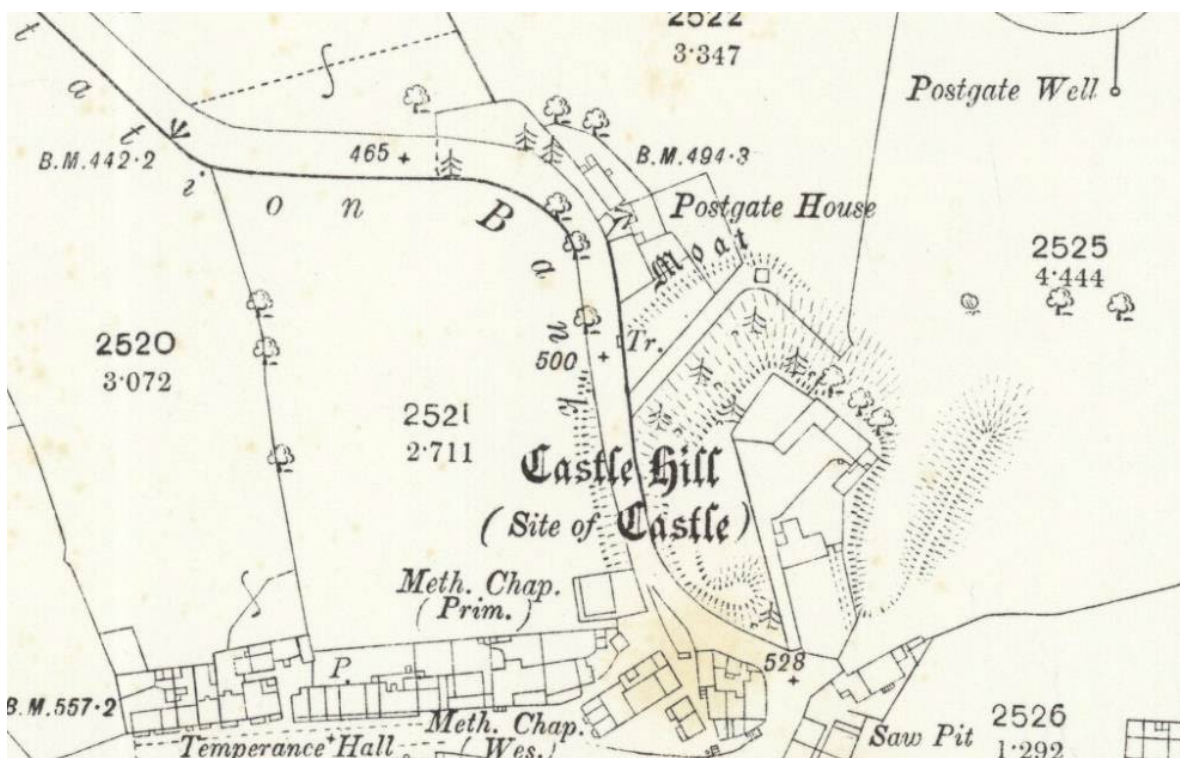 2522
3·347
Postgate Well
B.M.442·2
465
B.M.494·3
tation Bank
Postgate House
Moat
2525
4·444
2520
3·072
500
Tr.
2521
2·711
Castle Hill
(Site of Castle)
Meth. Chap.
(Prim.)
P.
528
B.M.557·2
Meth. Chap.
(Wes.)
Temperance Hall
Saw Pit
2526
1·292